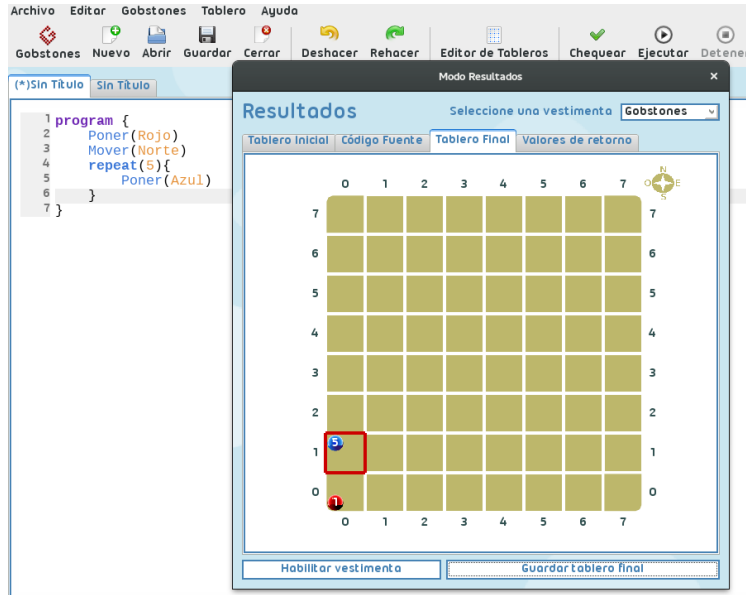 Archivo Editar Gobstones Tablero Ayuda
Gobstones Nuevo Abrir Guardar Cerrar Deshacer Rehacer Editor de Tableros Chequear Ejecutar Detener
(*)Sin Título Sin Título
Modo Resultados ×
Resultados Seleccione una vestimenta Gobstones
Tablero Inicial Código Fuente Tablero Final Valores de retorno
1 program {
2 Poner(Rojo)
3 Mover(Norte)
4 repeat(5){
5 Poner(Azul)
6 }
7 }
N
O E
S
0 1 2 3 4 5 6 7
7 7
6 6
5 5
4 4
3 3
2 2
1 5 1
0 1 0
0 1 2 3 4 5 6 7
Habilitar vestimenta Guardar tablero final